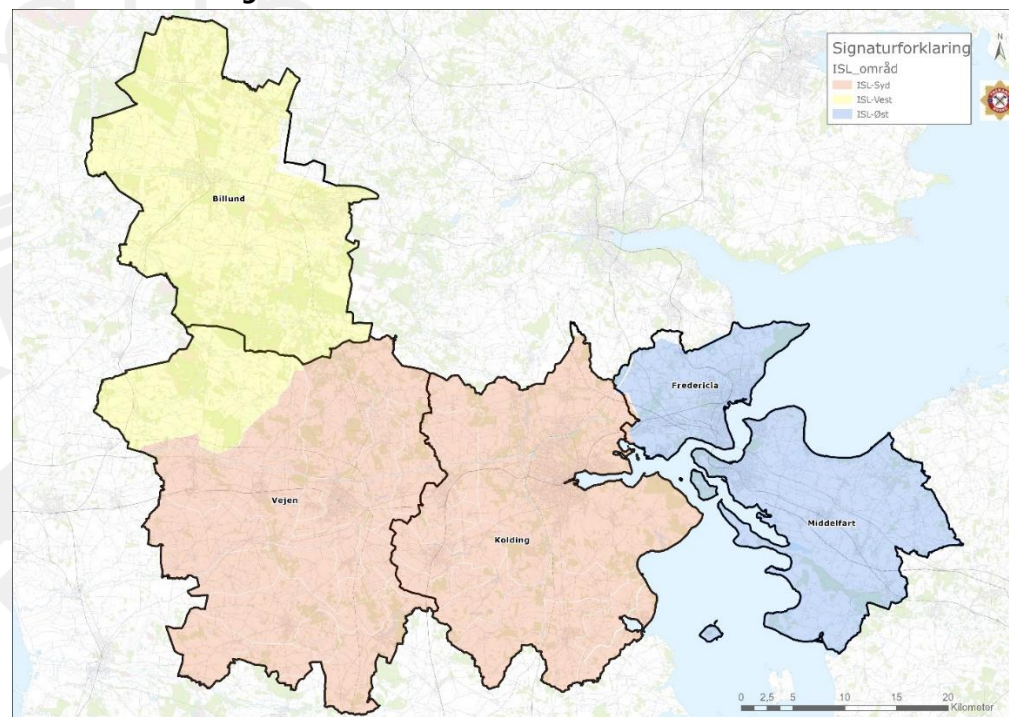 Signaturforklaring
ISL_områd
ISL-Syd
ISL-Vest
ISL-Øst
N
Billund
Fredericia
Vejen
Kolding
Middelfart
0 2,5 5 10 15 20
Kilometer